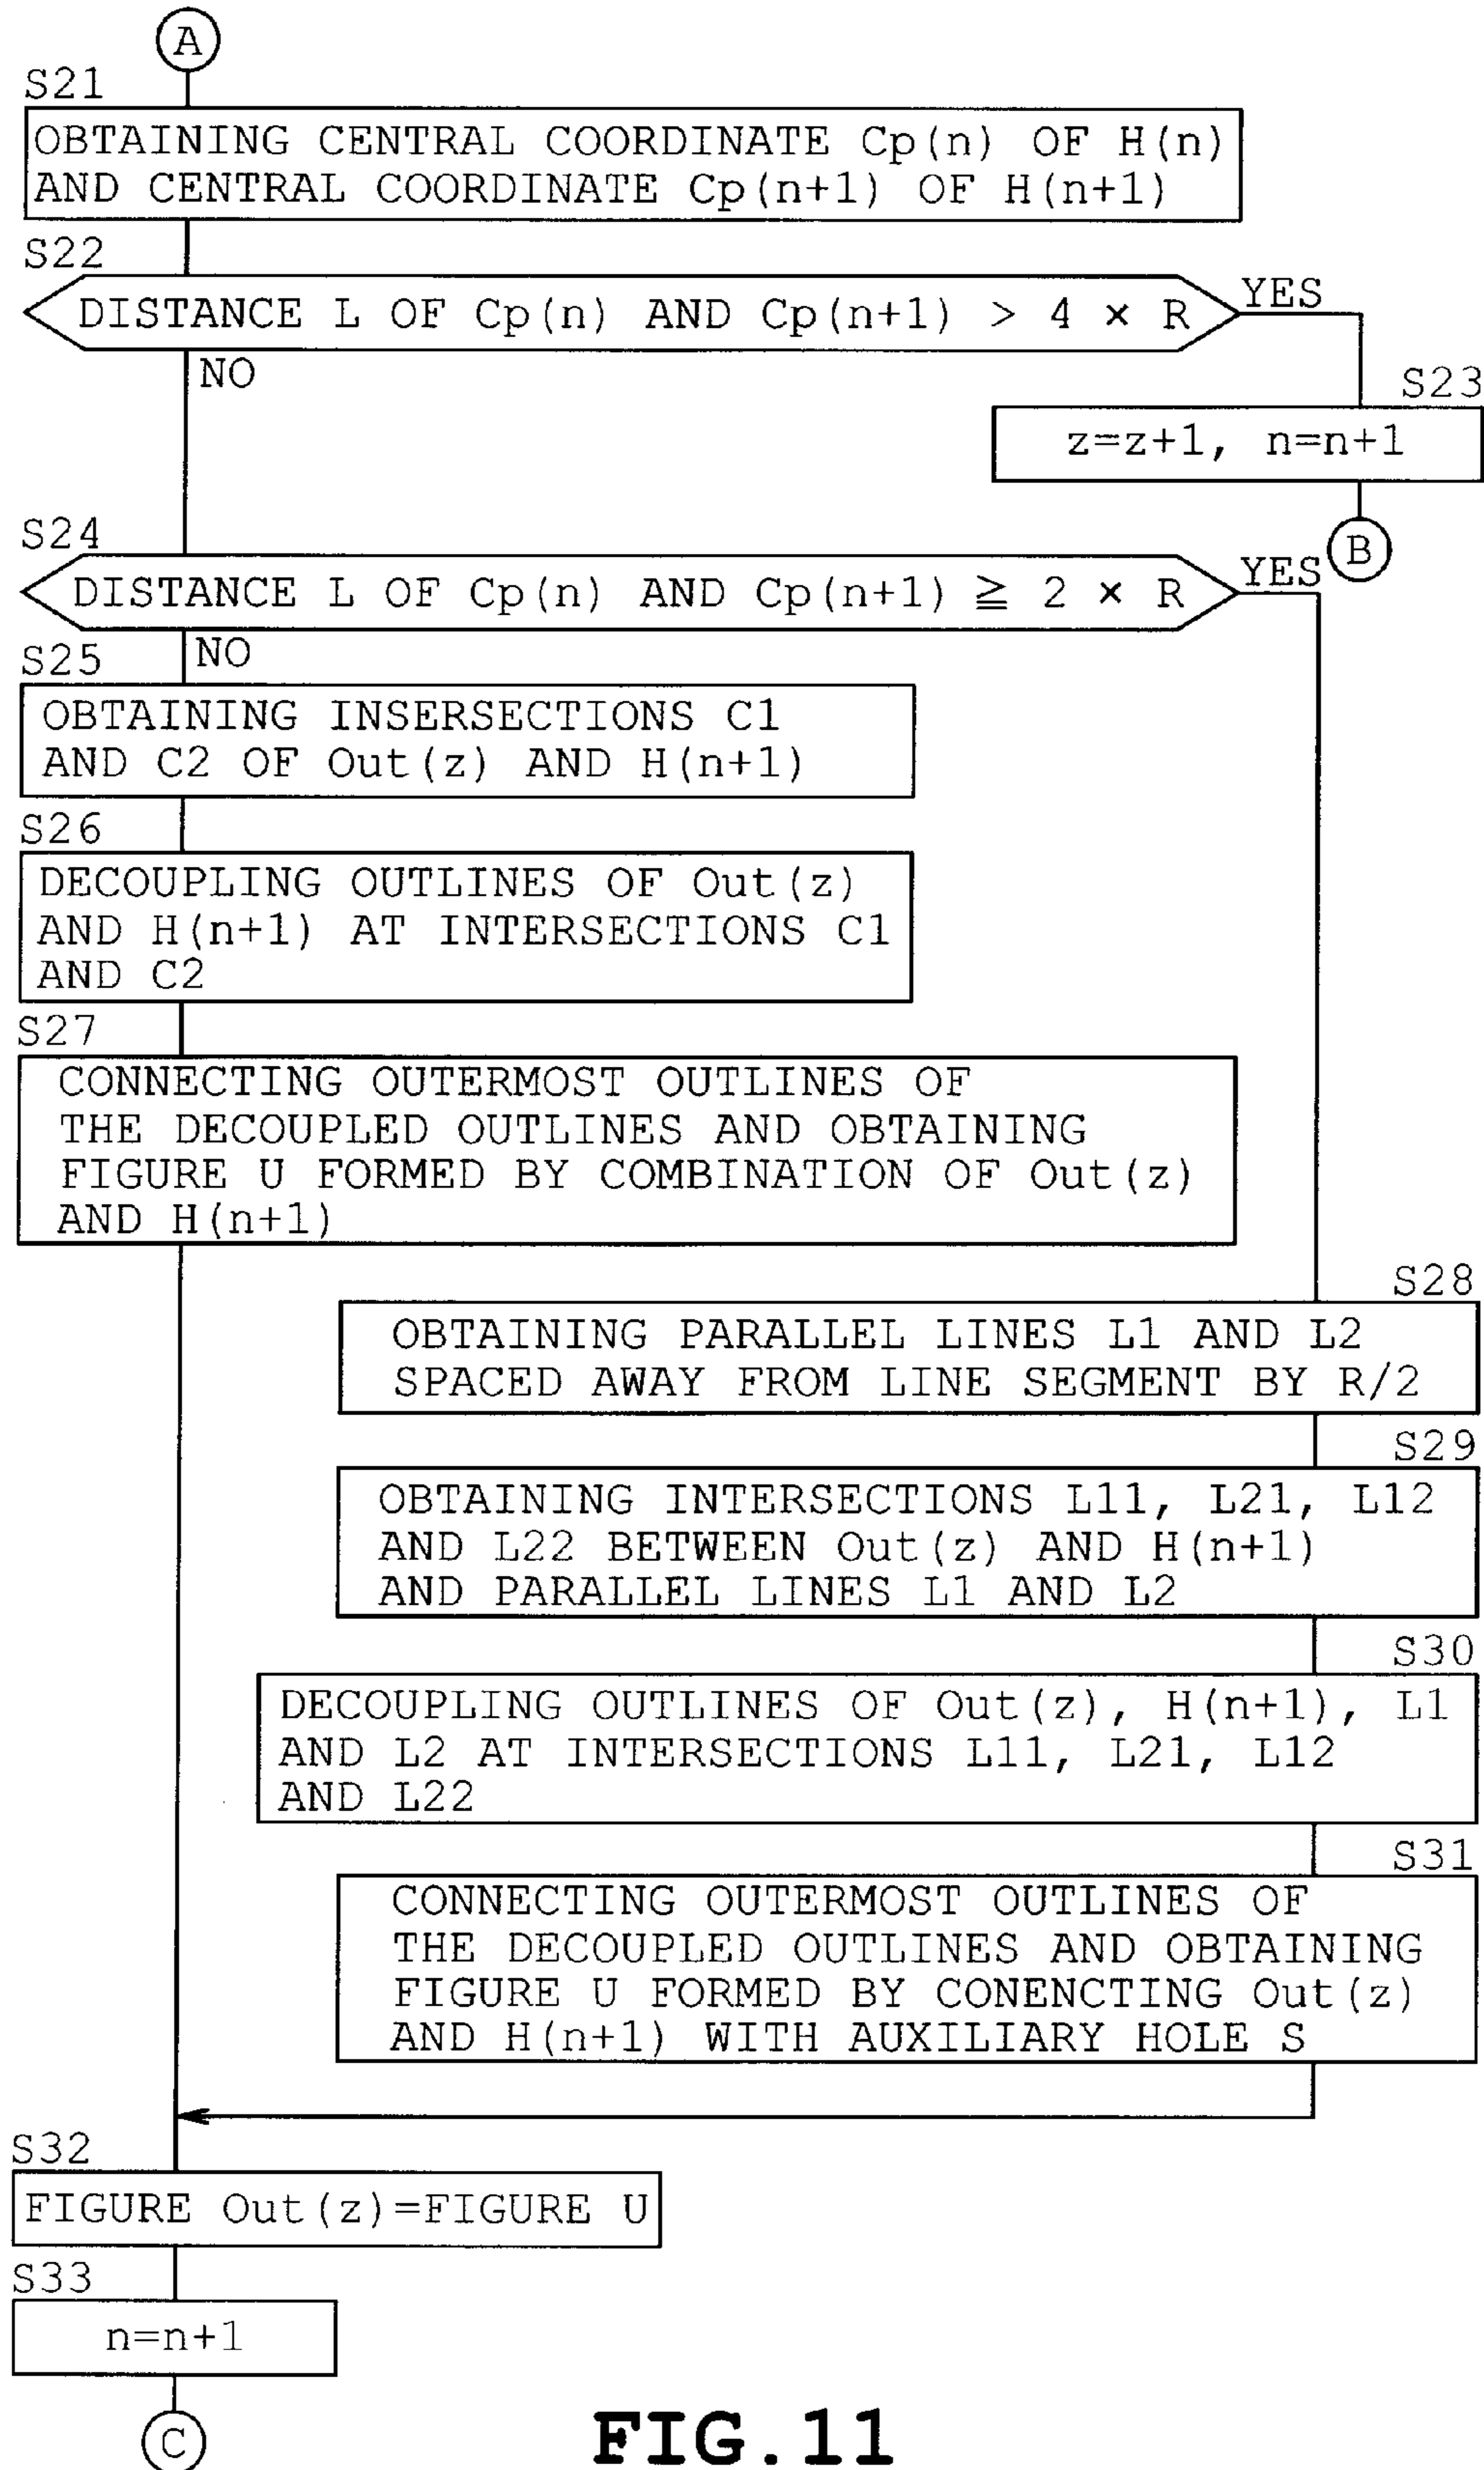 A
S21
OBTAINING CENTRAL COORDINATE Cp(n) OF H(n)
AND CENTRAL COORDINATE Cp(n+1) OF H(n+1)
S22
DISTANCE L OF Cp(n) AND Cp(n+1) > 4 × R
YES
NO
S23
z=z+1, n=n+1
B
S24
DISTANCE L OF Cp(n) AND Cp(n+1) ≧ 2 × R
YES
NO
S25
OBTAINING INSERSECTIONS C1
AND C2 OF Out(z) AND H(n+1)
S26
DECOUPLING OUTLINES OF Out(z)
AND H(n+1) AT INTERSECTIONS C1
AND C2
S27
CONNECTING OUTERMOST OUTLINES OF
THE DECOUPLED OUTLINES AND OBTAINING
FIGURE U FORMED BY COMBINATION OF Out(z)
AND H(n+1)
S28
OBTAINING PARALLEL LINES L1 AND L2
SPACED AWAY FROM LINE SEGMENT BY R/2
S29
OBTAINING INTERSECTIONS L11, L21, L12
AND L22 BETWEEN Out(z) AND H(n+1)
AND PARALLEL LINES L1 AND L2
S30
DECOUPLING OUTLINES OF Out(z), H(n+1), L1
AND L2 AT INTERSECTIONS L11, L21, L12
AND L22
S31
CONNECTING OUTERMOST OUTLINES OF
THE DECOUPLED OUTLINES AND OBTAINING
FIGURE U FORMED BY CONENCTING Out(z)
AND H(n+1) WITH AUXILIARY HOLE S
S32
FIGURE Out(z)=FIGURE U
S33
n=n+1
C
FIG.11